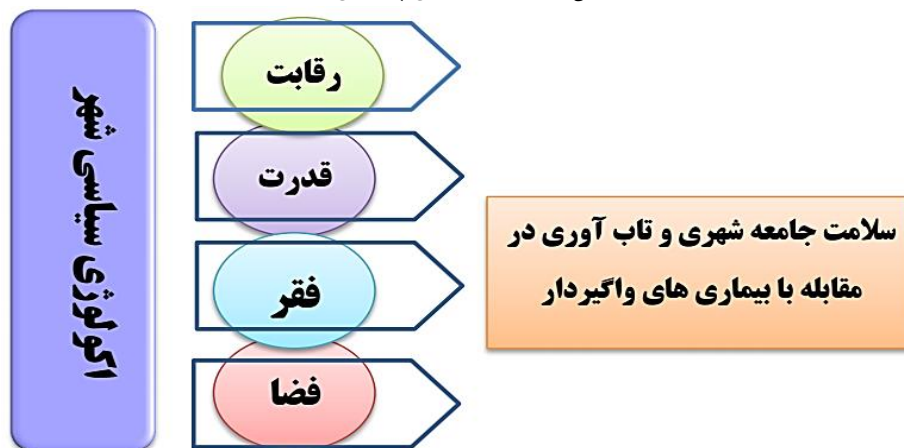 اکولوژی سیاسی شهر
رقابت
قدرت
فقر
فضا
سلامت جامعه شهری و تاب آوری در
مقابله با بیماری های واگیردار